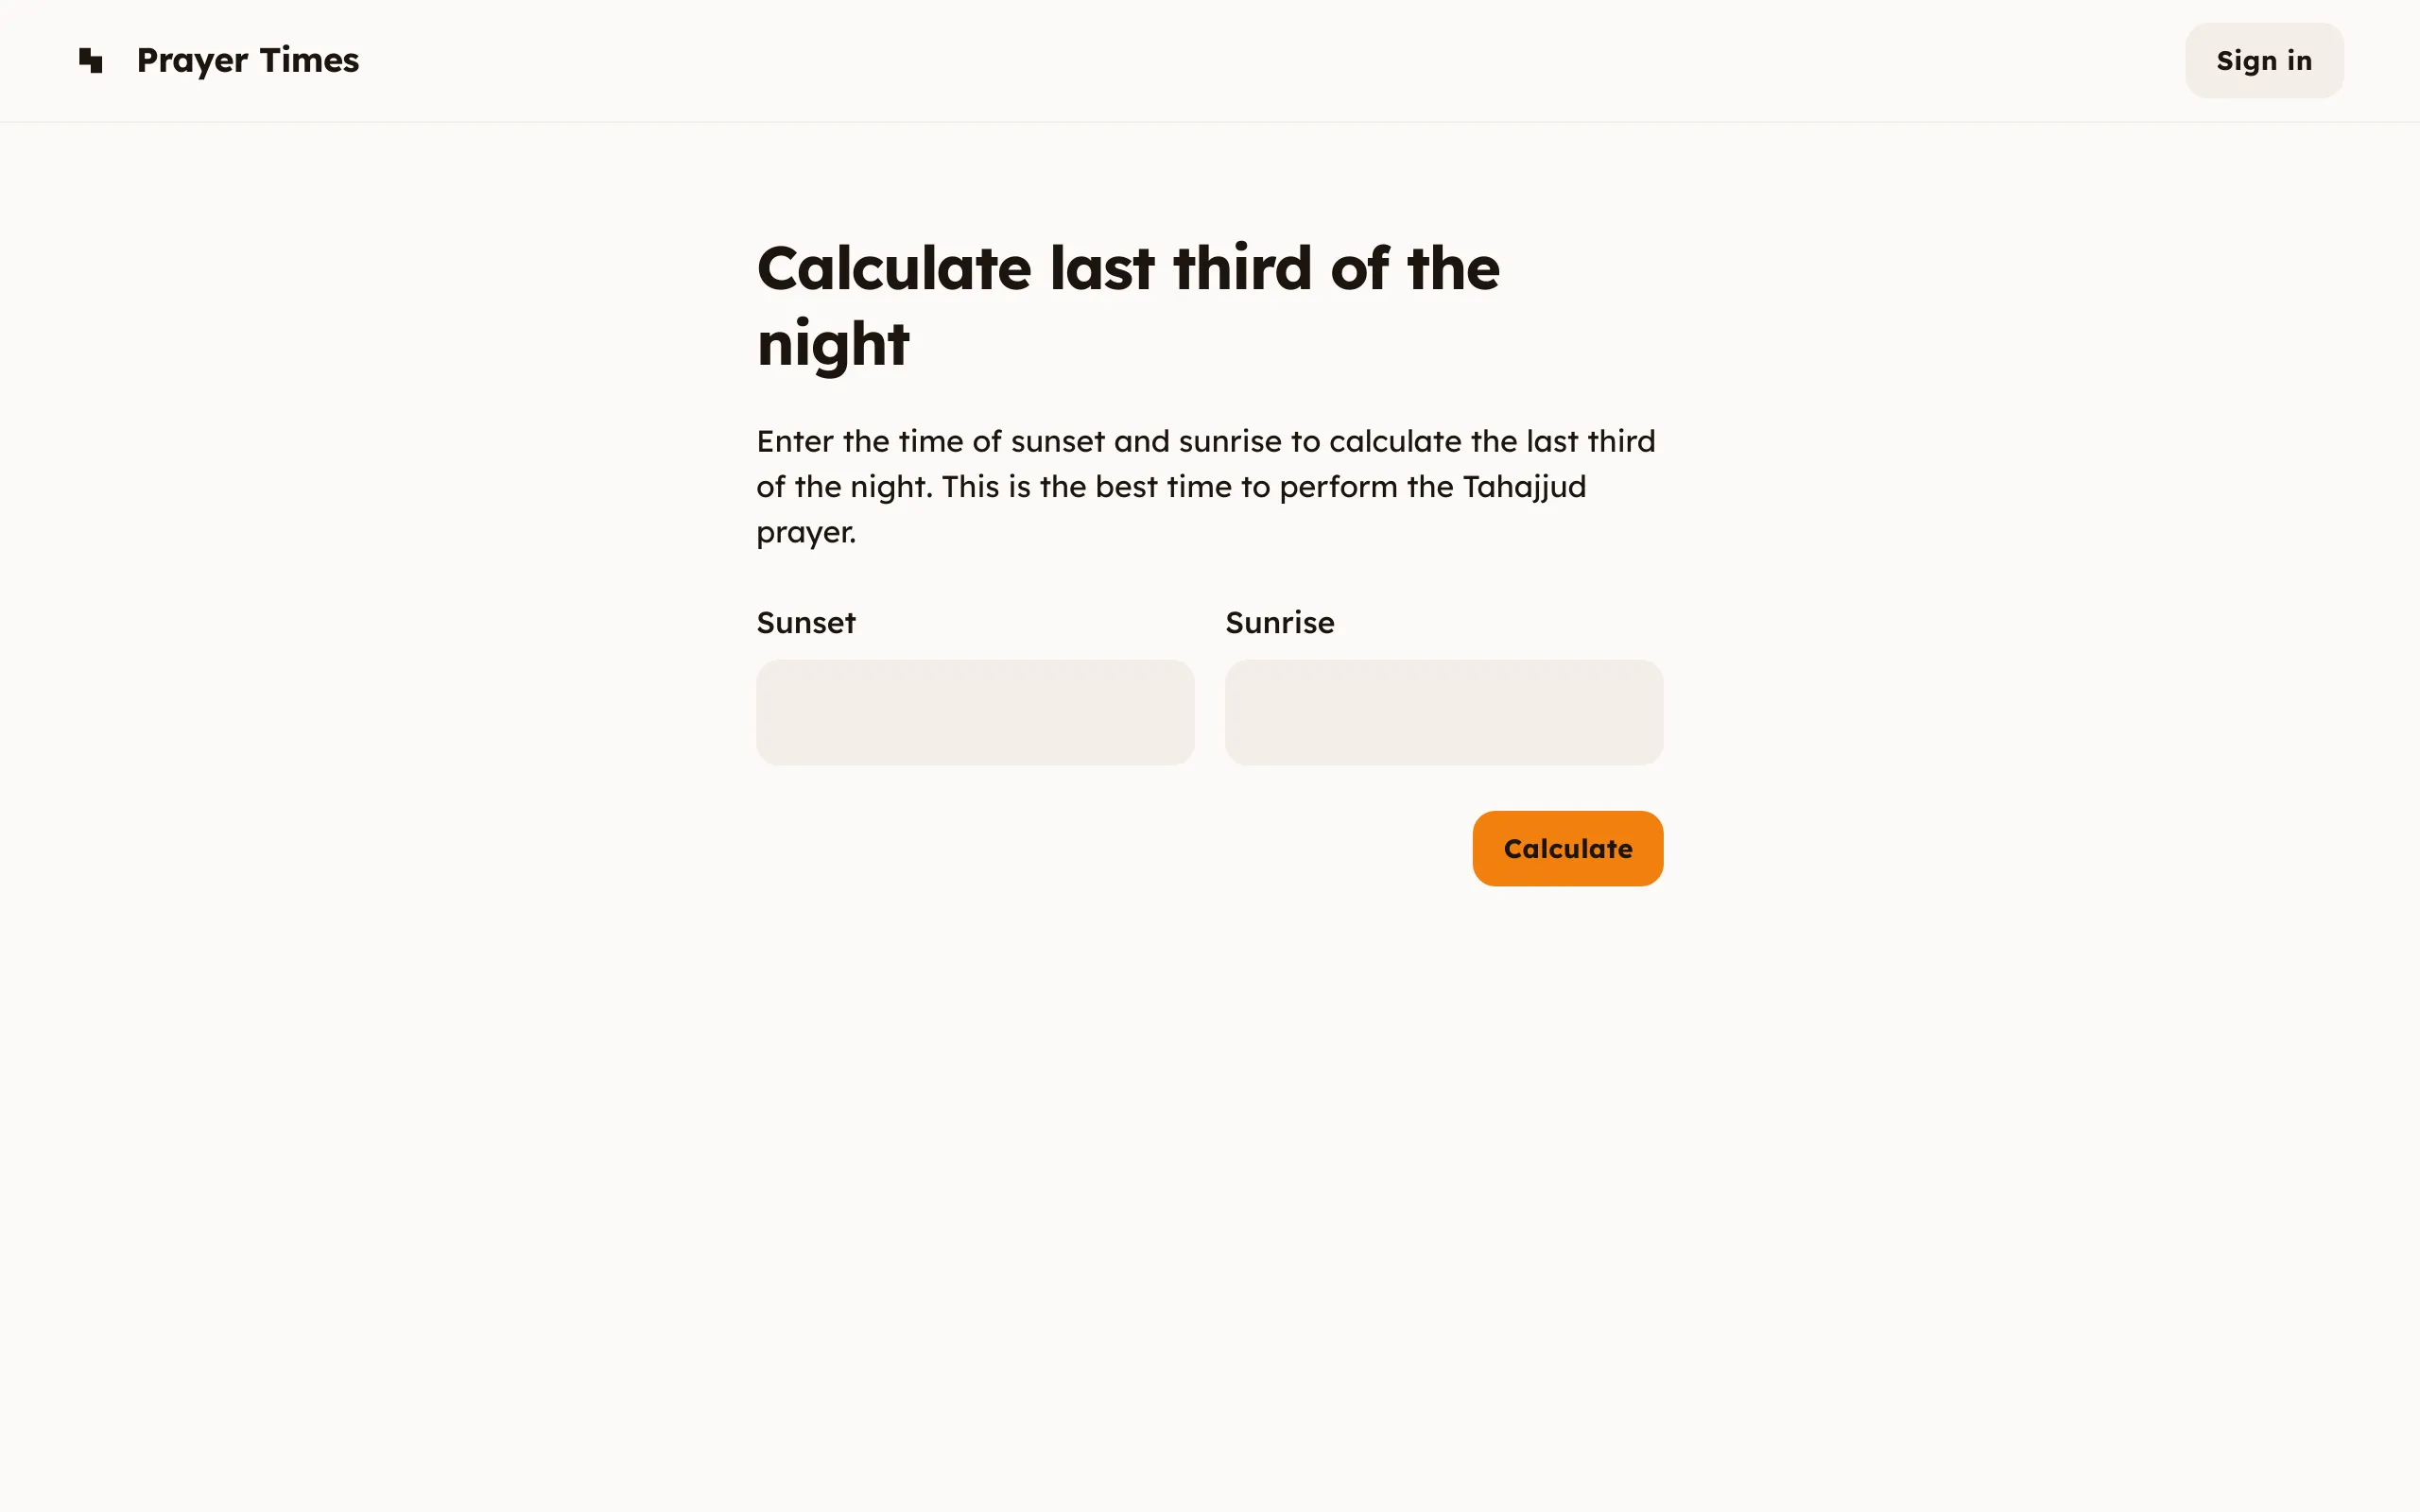 Prayer Times
Sign in
Calculate last third of the
night
Enter the time of sunset and sunrise to calculate the last third
of the night. This is the best time to perform the Tahajjud
prayer.
Sunset
Sunrise
Calculate